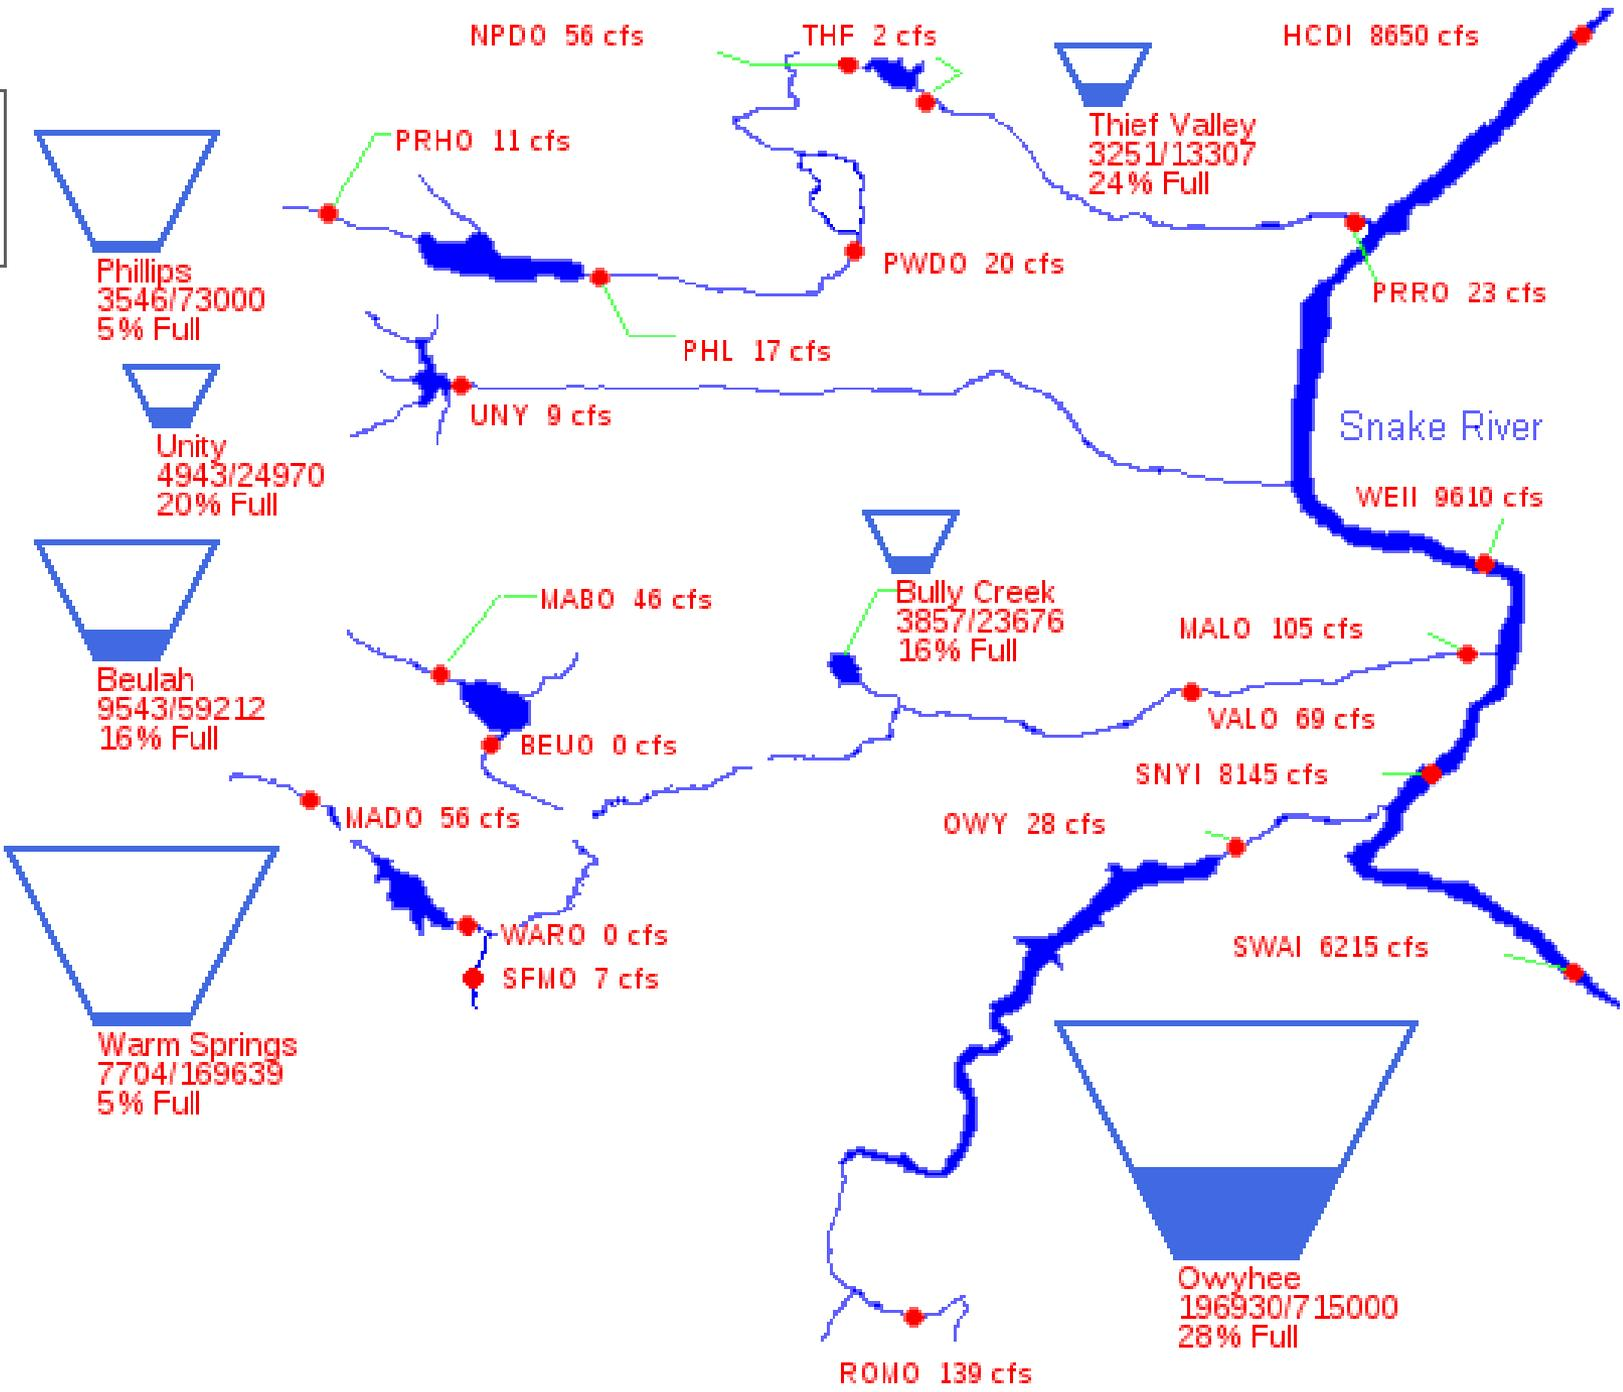 NPDO 56 cfs
THF 2 cfs
HCDI 8650 cfs
PRHO 11 cfs
Thief Valley
3251/13307
24% Full
Phillips
3546/73000
5% Full
PWDO 20 cfs
PRRO 23 cfs
PHL 17 cfs
Unity
4943/24970
20% Full
UNY 9 cfs
Snake River
WEII 9610 cfs
Beulah
9543/59212
16% Full
MABO 46 cfs
Bully Creek
3857/23676
16% Full
MALO 105 cfs
VALO 69 cfs
BEUO 0 cfs
SNYI 8145 cfs
MADO 56 cfs
OWY 28 cfs
WARO 0 cfs
SFMO 7 cfs
SWAI 6215 cfs
Warm Springs
7704/169639
5% Full
Owyhee
196930/715000
28% Full
ROMO 139 cfs